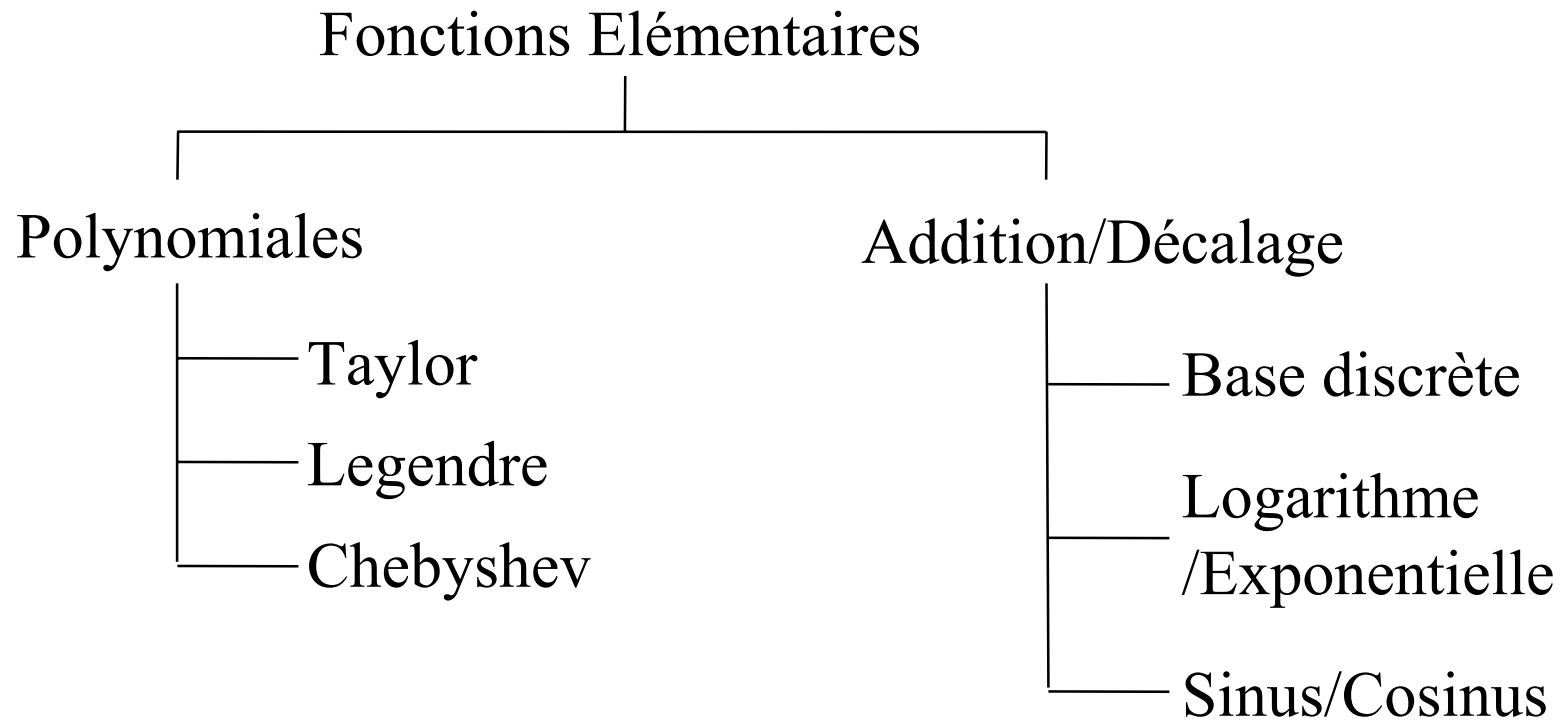 Fonctions Elémentaires
Polynomiales
Addition/Décalage
Taylor
Legendre
Chebyshev
Base discrète
Logarithme
/Exponentielle
Sinus/Cosinus